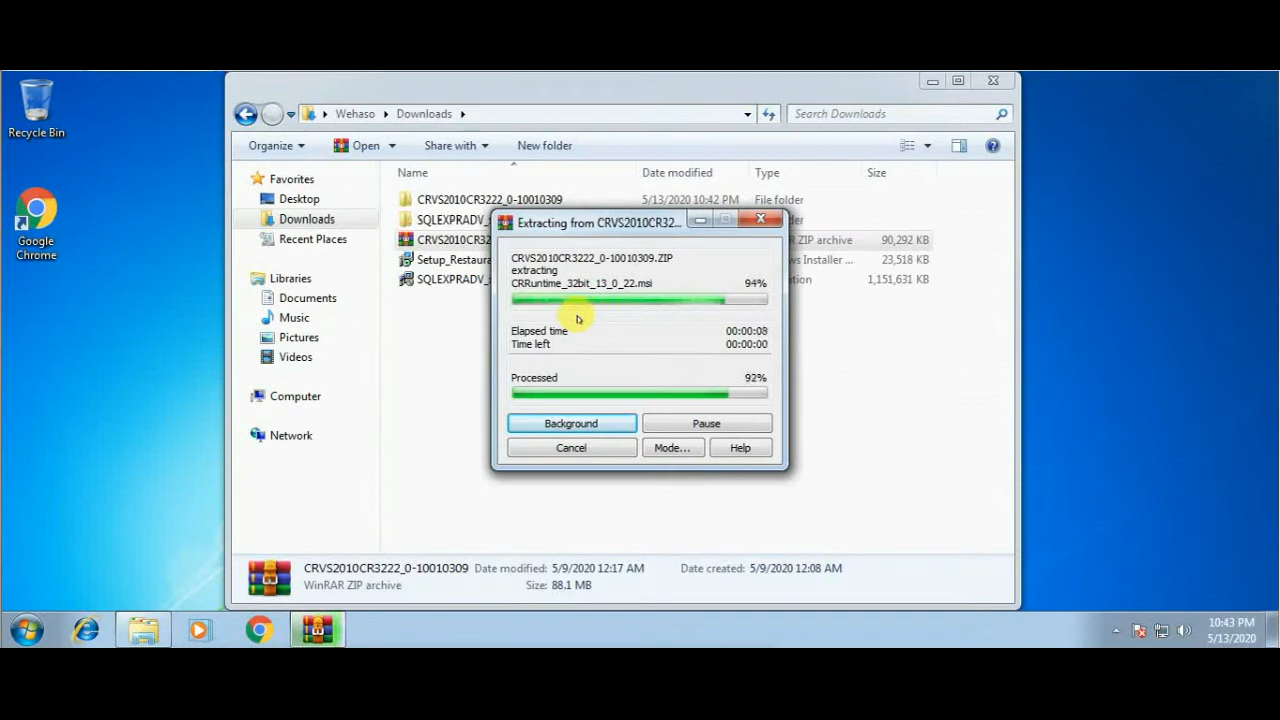 Recycle Bin
Google
Chrome
Wehaso
Downloads
Search Downloads
Organize
Open
Share with
New folder
Favorites
Desktop
Downloads
Recent Places
Libraries
Documents
Music
Pictures
Videos
Computer
Network
Name Date modified Type Size
CRVS2010CR3222_0-10010309 5/13/2020 10:42 PM File folder
SQLEXPRADV_
CRVS2010CR32 ZIP archive 90,292 KB
Setup_Restaura Installer ... 23,518 KB
SQLEXPRADV_ 1,151,631 KB
Extracting from CRVS2010CR32...
CRVS2010CR3222_0-10010309.ZIP
extracting
CRRuntime_32bit_13_0_22.msi 94%
Elapsed time 00:00:08
Time left 00:00:00
Processed 92%
Background Pause
Cancel Mode... Help
CRVS2010CR3222_0-10010309 Date modified: 5/9/2020 12:17 AM Date created: 5/9/2020 12:08 AM
WinRAR ZIP archive Size: 88.1 MB
10:43 PM
5/13/2020